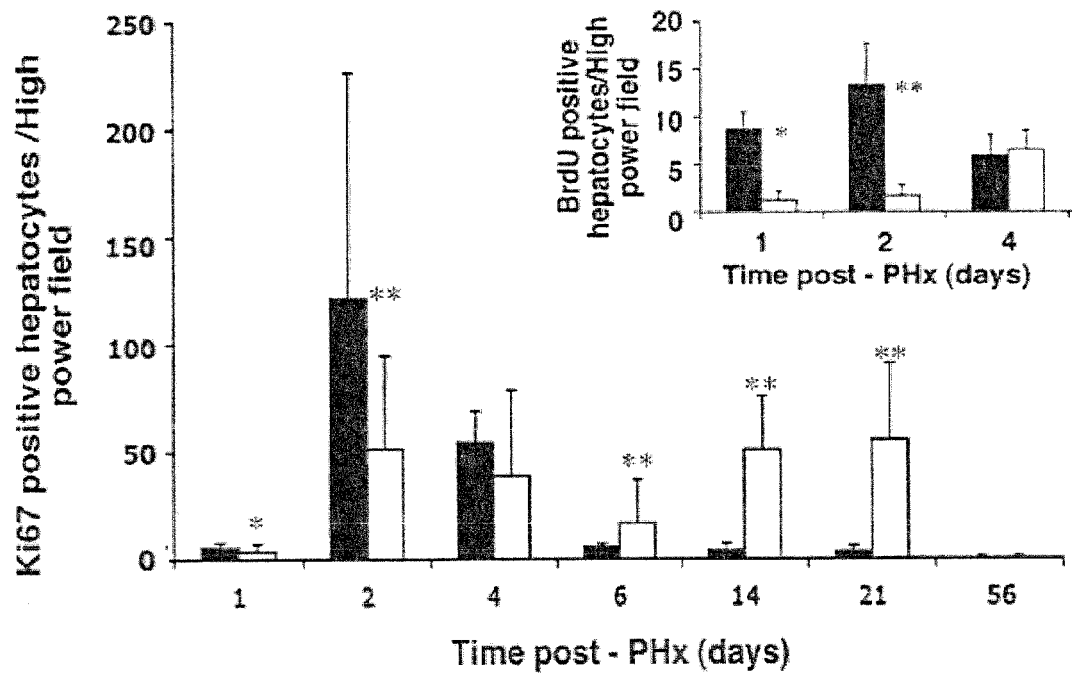 Ki67 positive hepatocytes /High
power field
250
200
150
100
50
0
*
**
**
**
**
1 2 4 6 14 21 56
Time post - PHx (days)
BrdU positive
hepatocytes/High
power field
20
15
10
5
0
*
**
1 2 4
Time post - PHx (days)